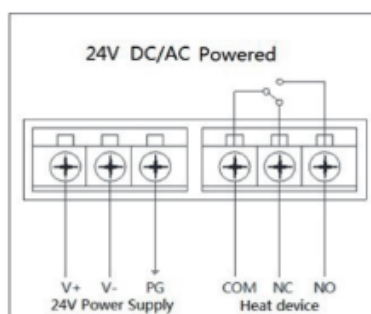 24V DC/AC Powered
V+ V- PG COM NC NO
24V Power Supply Heat device